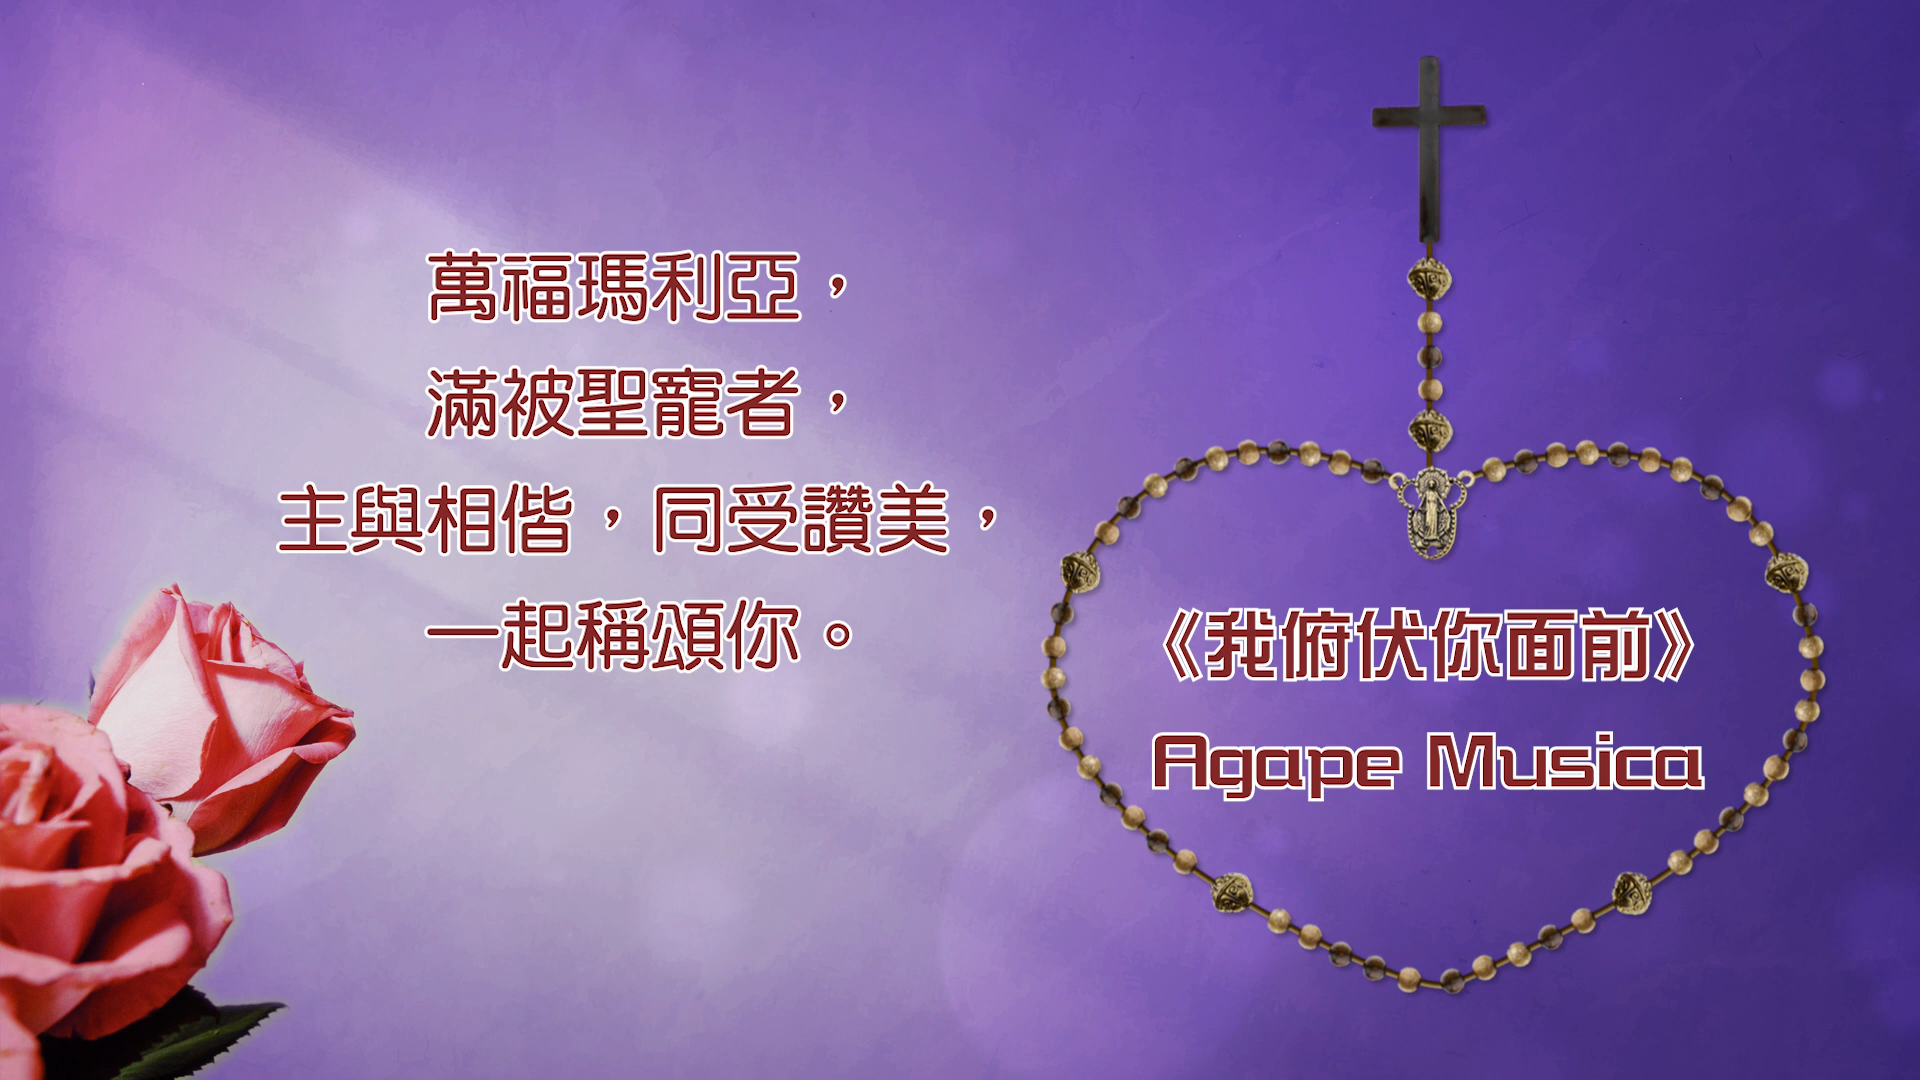 萬福瑪利亞，
滿被聖寵者，
主與相偕，同受讚美，
一起稱頌你。
《我俯伏你面前》
Agape Musica